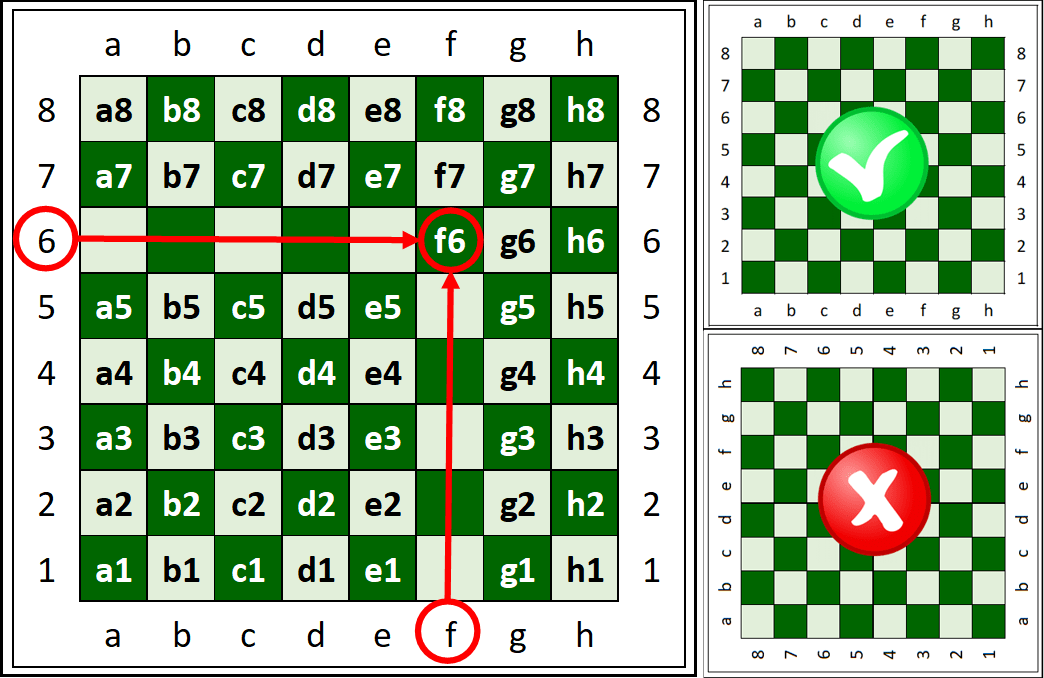 a b c d e f g h
8 a8 b8 c8 d8 e8 f8 g8 h8 8
7 a7 b7 c7 d7 e7 f7 g7 h7 7
6 f6 g6 h6 6
5 a5 b5 c5 d5 e5 g5 h5 5
4 a4 b4 c4 d4 e4 g4 h4 4
3 a3 b3 c3 d3 e3 g3 h3 3
2 a2 b2 c2 d2 e2 g2 h2 2
1 a1 b1 c1 d1 e1 g1 h1 1
a b c d e f g h
a b c d e f g h
8 8
7 7
6 6
5 5
4 4
3 3
2 2
1 1
a b c d e f g h
8 7 6 5 4 3 2 1
h h
g g
f f
e e
d d
c c
b b
a a
8 7 6 5 4 3 2 1